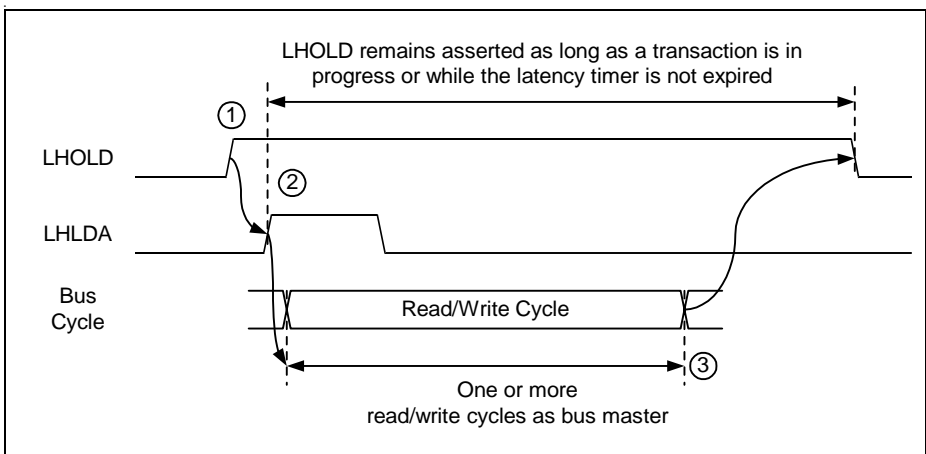 LHOLD remains asserted as long as a transaction is in
progress or while the latency timer is not expired
1
LHOLD
2
LHLDA
Bus
Cycle
Read/Write Cycle
3
One or more
read/write cycles as bus master